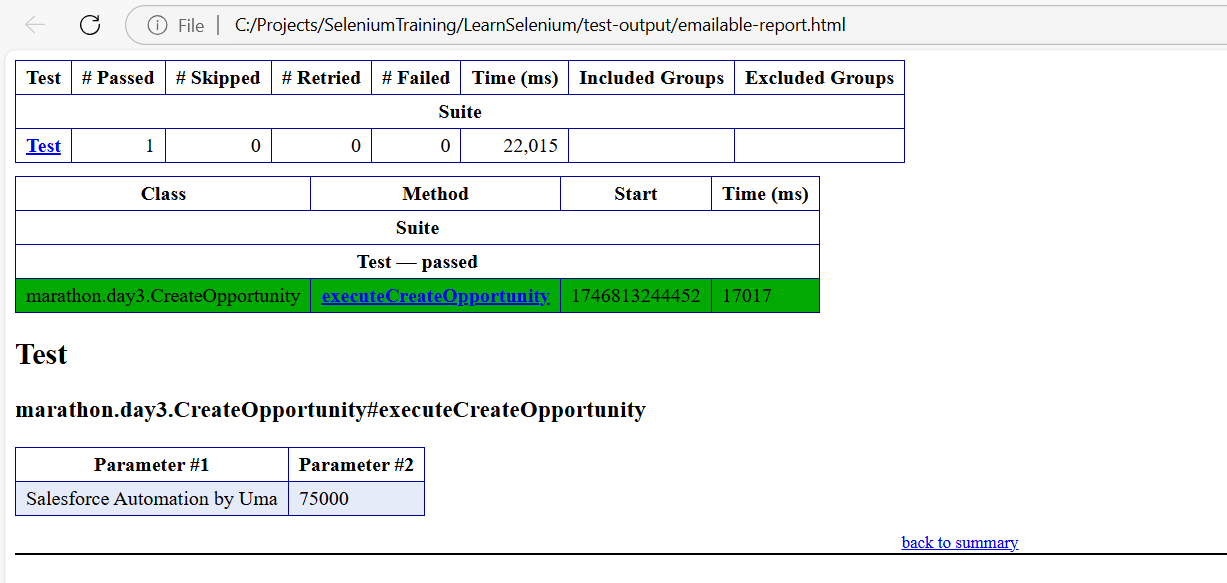 File | C:/Projects/SeleniumTraining/LearnSelenium/test-output/emailable-report.html
Test # Passed # Skipped # Retried # Failed Time (ms) Included Groups Excluded Groups
Suite
Test 1 0 0 0 22,015
Class Method Start Time (ms)
Suite
Test — passed
marathon.day3.CreateOpportunity executeCreateOpportunity 1746813244452 17017
Test
marathon.day3.CreateOpportunity#executeCreateOpportunity
Parameter #1 Parameter #2
Salesforce Automation by Uma 75000
back to summary